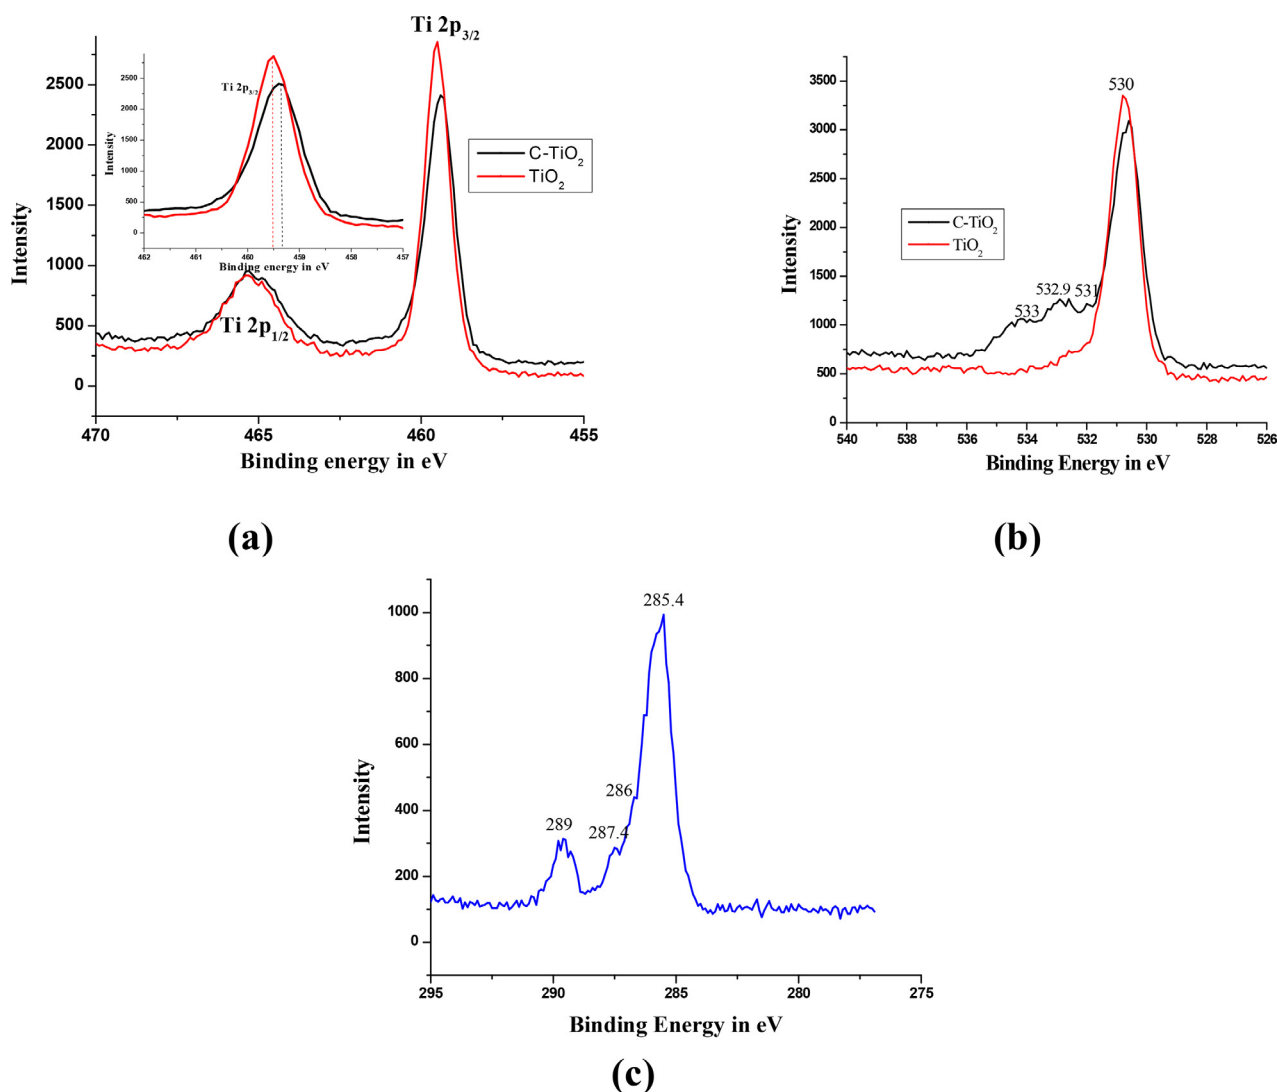 Ti 2p3/2
2500
2000
1500
1000
500
0
Intensity
2500
2000
1500
1000
500
0
Intensity
Ti 2p3/2
462 461 460 459 458 457
Binding energy in eV
C-TiO2
TiO2
Ti 2p1/2
470 465 460 455
Binding energy in eV
(a)
3500
3000
2500
2000
1500
1000
500
0
Intensity
530
C-TiO2
TiO2
533
532.9
531
540 538 536 534 532 530 528 526
Binding Energy in eV
(b)
1000
800
600
400
200
0
Intensity
285.4
286
287.4
289
295 290 285 280 275
Binding Energy in eV
(c)